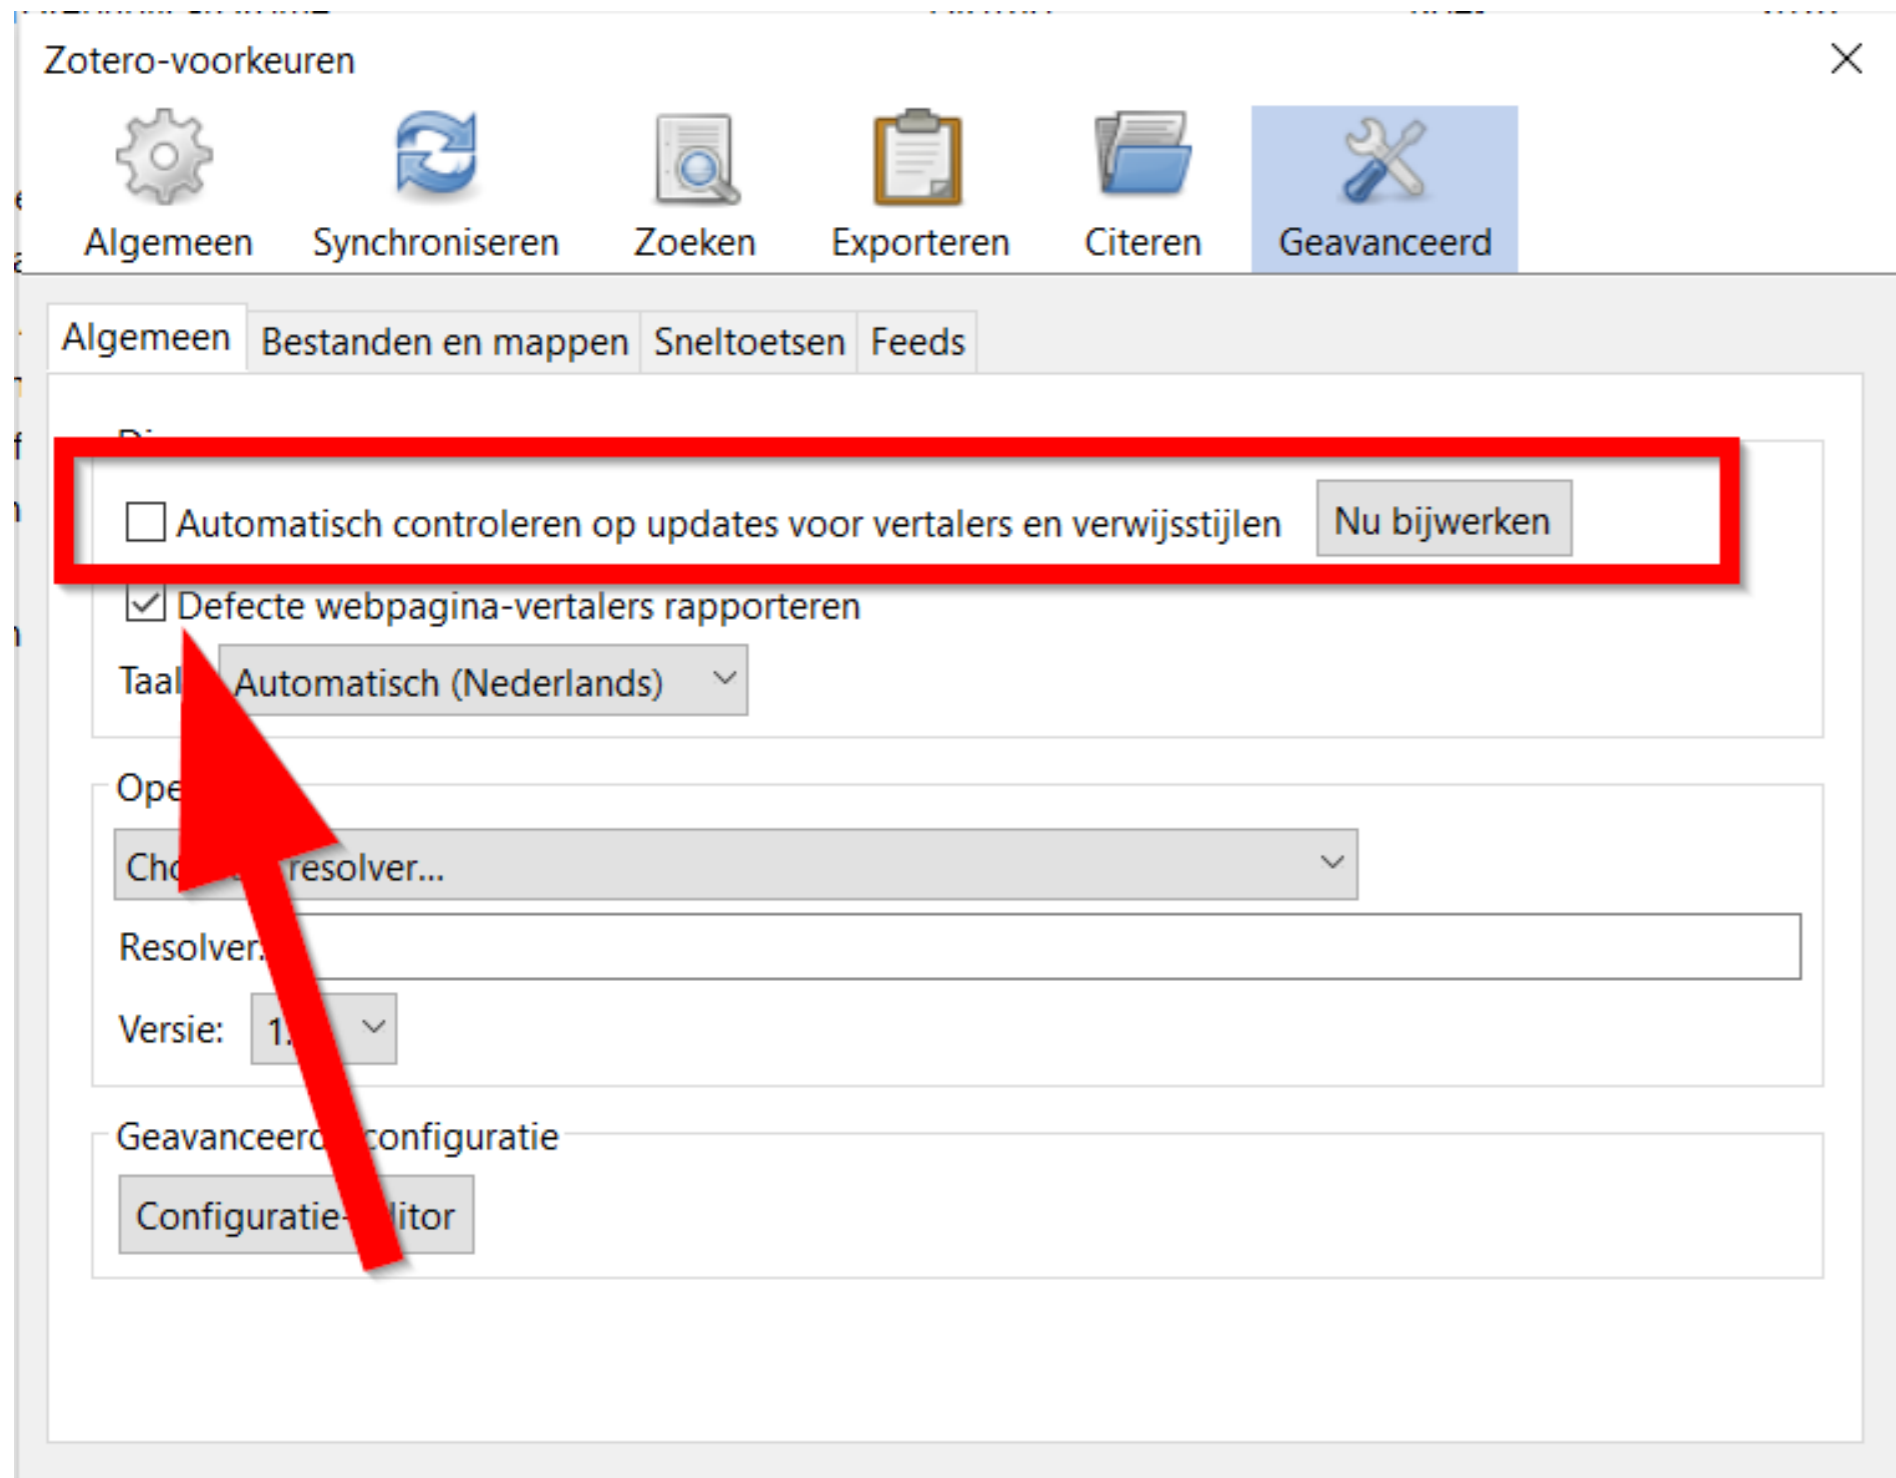 Zotero-voorkeuren
Algemeen Synchroniseren Zoeken Exporteren Citeren Geavanceerd
Algemeen Bestanden en mappen Sneltoetsen Feeds
Automatisch controleren op updates voor vertalers en verwijsstijlen Nu bijwerken
Defecte webpagina-vertalers rapporteren
Taal Automatisch (Nederlands)
resolver...
Resolver:
Versie:
configuratie